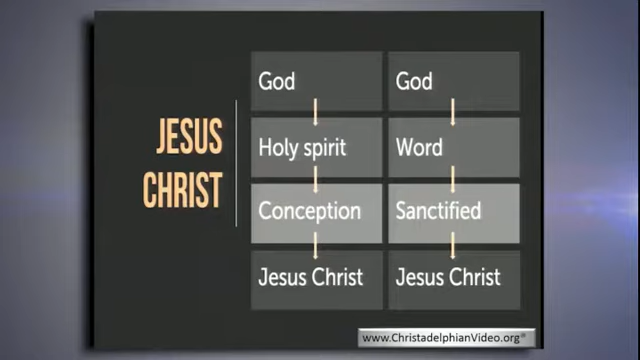 JESUS
CHRIST
God
God
Holy spirit
Word
Conception
Sanctified
Jesus Christ
Jesus Christ
www.ChristadelphianVideo.org®